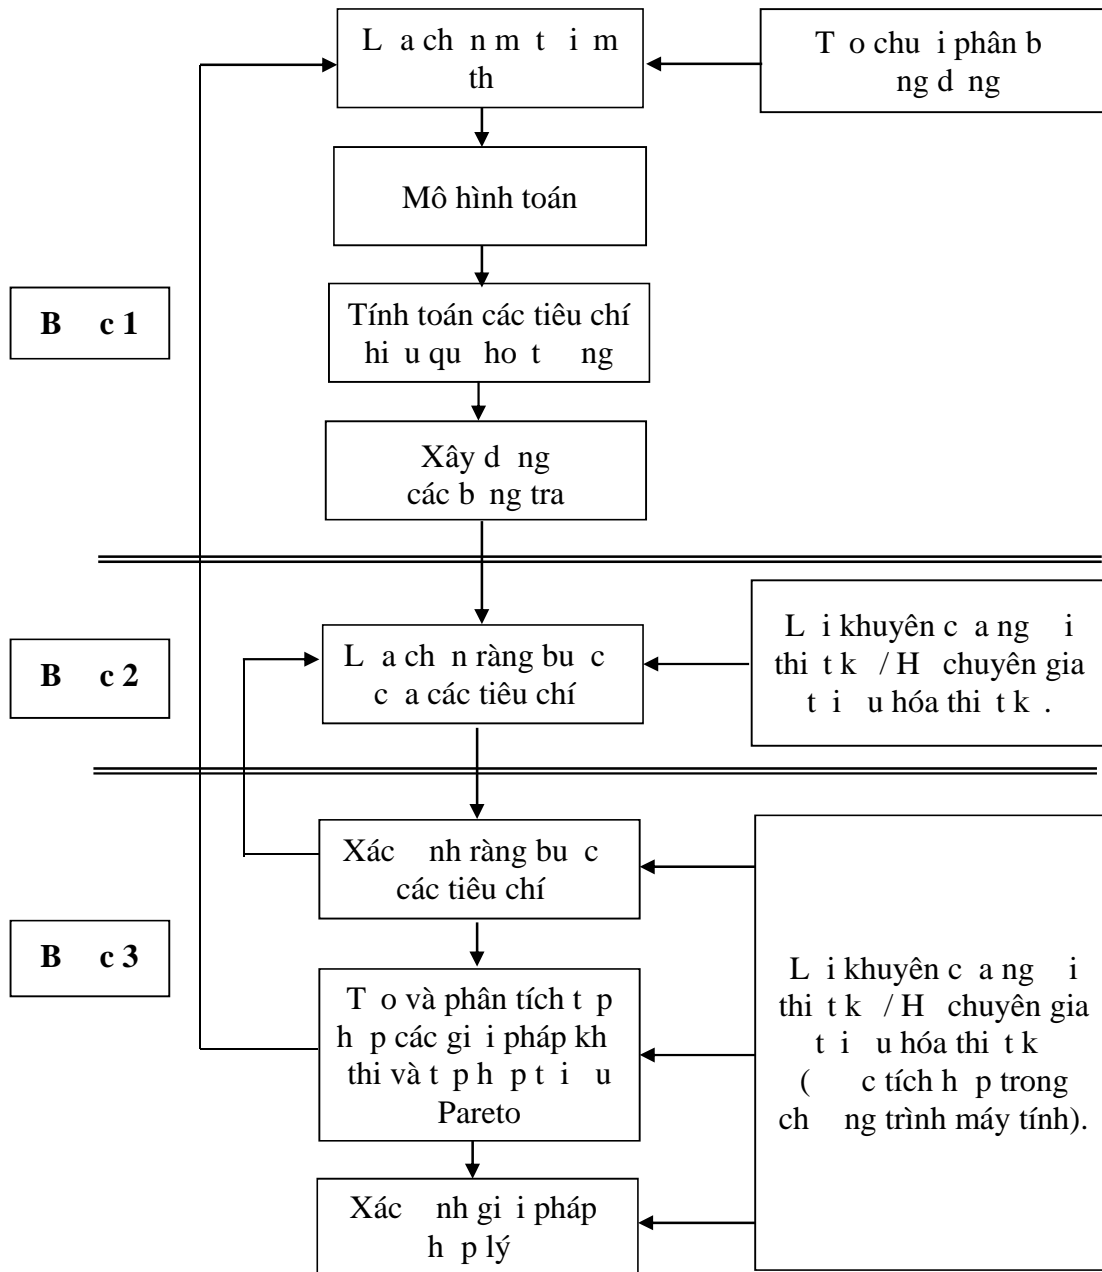 L a ch n m t i m
th
T o chu i phân b
ng d ng
Mô hình toán
B c 1
Tính toán các tiêu chí
hi u qu ho t ng
Xây d ng
các b ng tra
B c 2
L a ch n ràng bu c
c a các tiêu chí
L i khuyên c a ng i
thi t k / H chuyên gia
t i u hóa thi t k .
Xác nh ràng bu c
các tiêu chí
B c 3
T o và phân tích t p
h p các gi i pháp kh
thi và t p h p t i u
Pareto
L i khuyên c a ng i
thi t k / H chuyên gia
t i u hóa thi t k
( c tích h p trong
ch ng trình máy tính).
Xác nh gi i pháp
h p lý